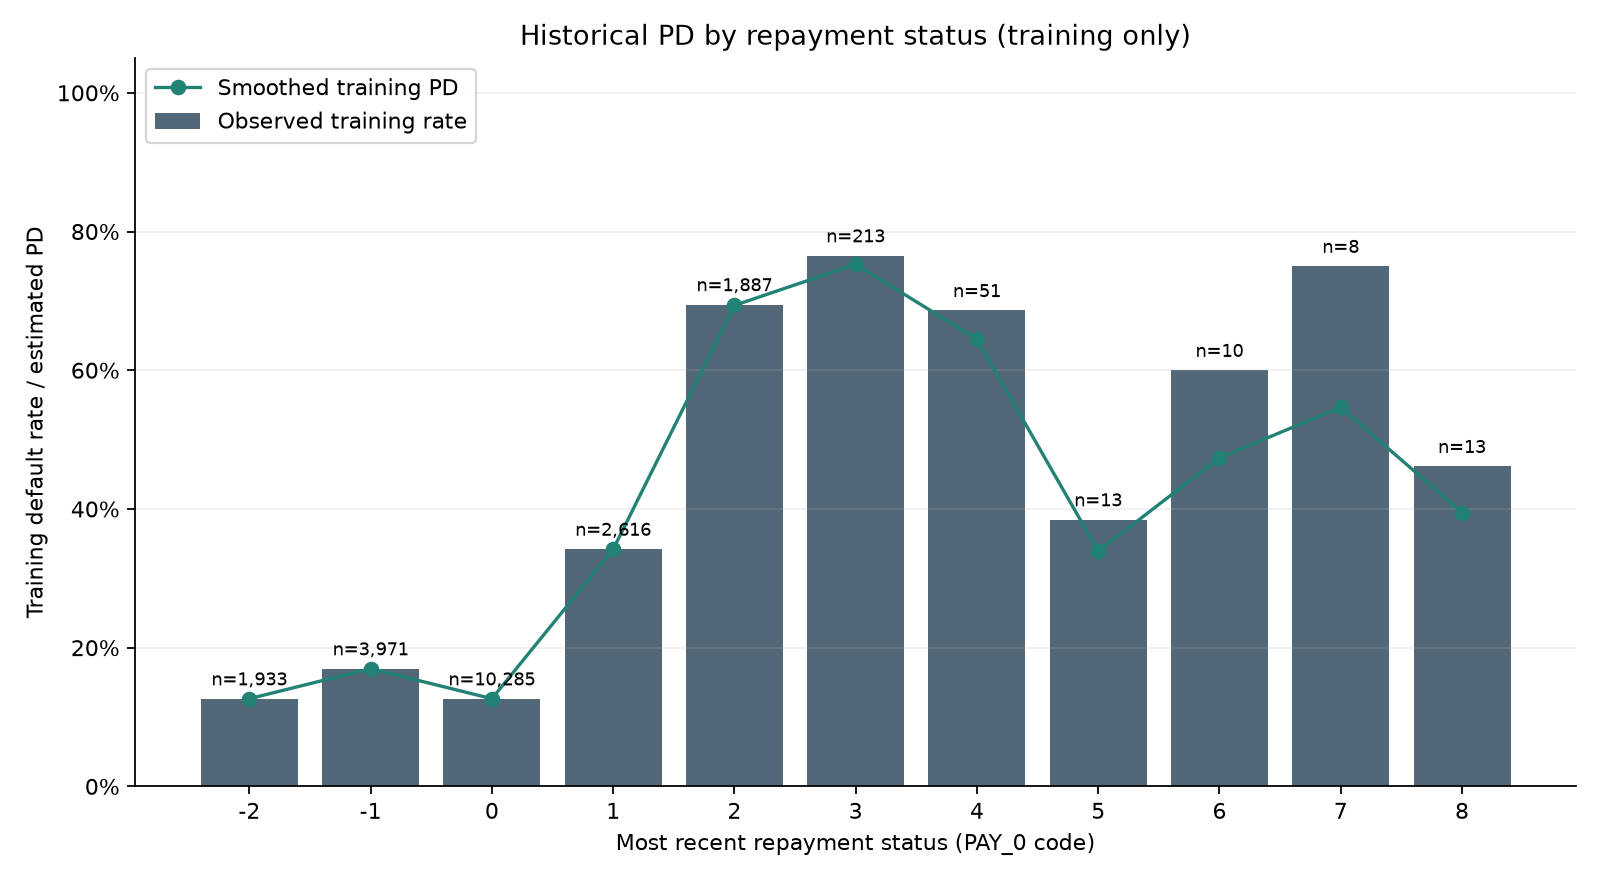 Historical PD by repayment status (training only)
Smoothed training PD
Observed training rate
Training default rate / estimated PD
100%
80%
60%
40%
20%
0%
n=1,933
n=3,971
n=10,285
n=2,616
n=1,887
n=213
n=51
n=13
n=10
n=8
n=13
-2 -1 0 1 2 3 4 5 6 7 8
Most recent repayment status (PAY_0 code)